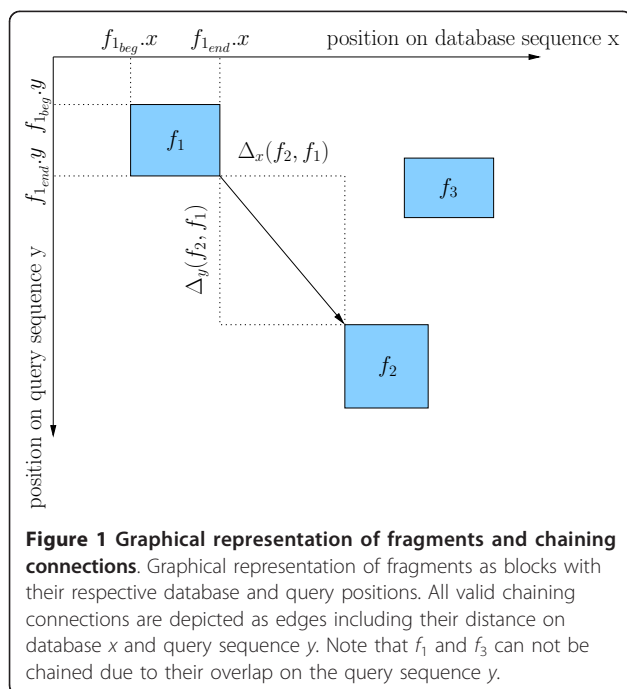 f₁beg.x f₁end.x position on database sequence x
f₁beg.y
f₁end.y
position on query sequence y
f₁
Δx(f₂, f₁)
Δy(f₂, f₁)
f₃
f₂
Figure 1 Graphical representation of fragments and chaining
connections. Graphical representation of fragments as blocks with
their respective database and query positions. All valid chaining
connections are depicted as edges including their distance on
database x and query sequence y. Note that f₁ and f₃ can not be
chained due to their overlap on the query sequence y.